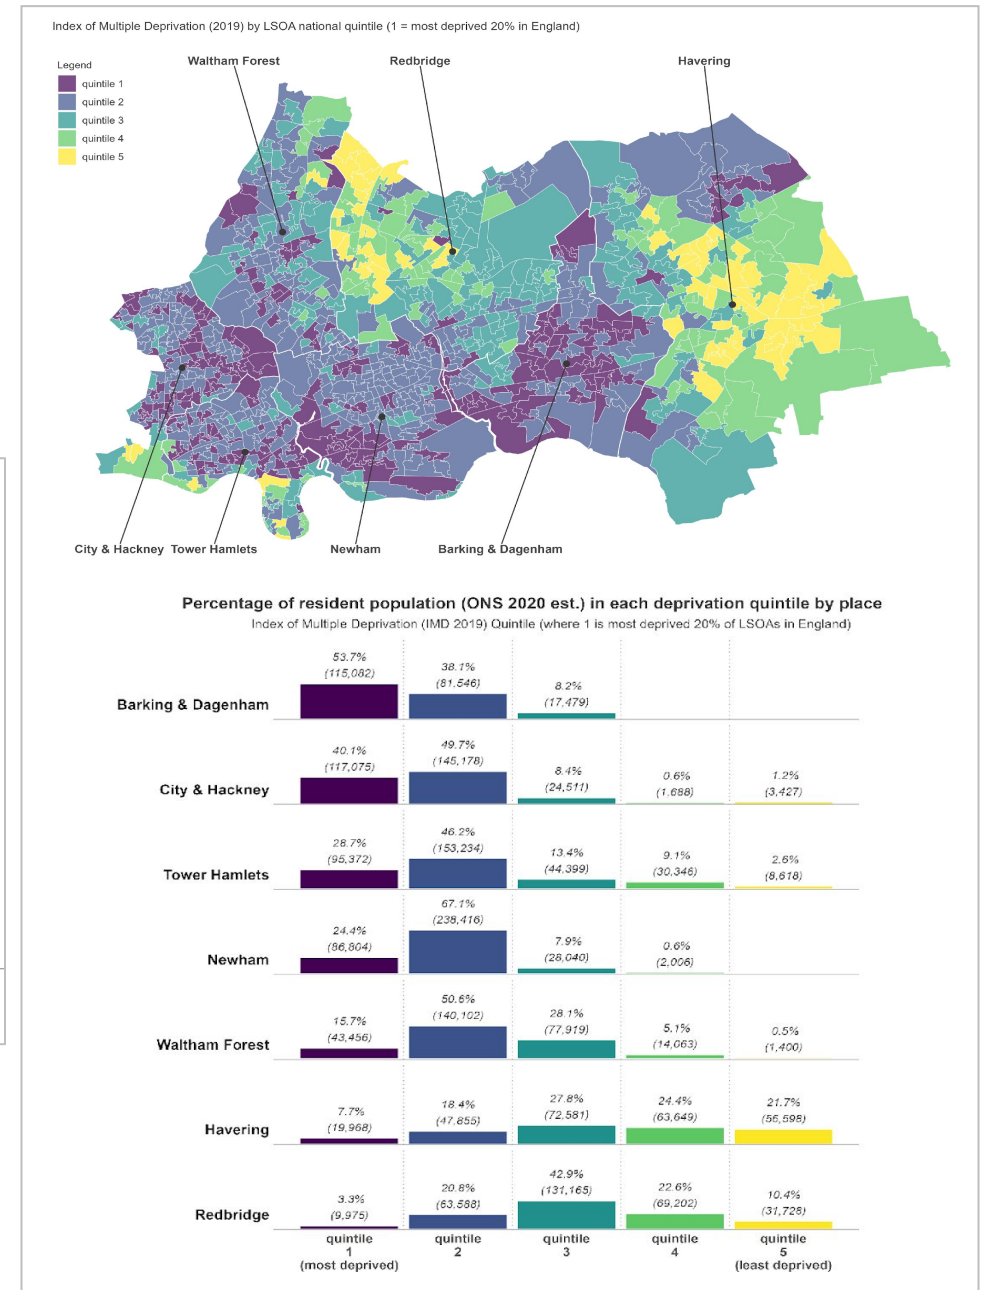 Index of Multiple Deprivation (2019) by LSOA national quintile (1 = most deprived 20% in England)
Legend
quintile 1
quintile 2
quintile 3
quintile 4
quintile 5
Waltham Forest
Redbridge
Havering
City & Hackney
Tower Hamlets
Newham
Barking & Dagenham
Percentage of resident population (ONS 2020 est.) in each deprivation quintile by place
Index of Multiple Deprivation (IMD 2019) Quintile (where 1 is most deprived 20% of LSOAs in England)
Barking & Dagenham
53.7%
(115,082)
38.1%
(81,546)
8.2%
(17,479)
City & Hackney
40.1%
(117,075)
49.7%
(145,178)
8.4%
(24,511)
0.6%
(1,688)
1.2%
(3,427)
Tower Hamlets
28.7%
(95,372)
46.2%
(153,234)
13.4%
(44,399)
9.1%
(30,346)
2.6%
(8,618)
Newham
24.4%
(86,804)
67.1%
(238,416)
7.9%
(28,040)
0.6%
(2,006)
Waltham Forest
15.7%
(43,456)
50.6%
(140,102)
28.1%
(77,919)
5.1%
(14,063)
0.5%
(1,400)
Havering
7.7%
(19,968)
18.4%
(47,855)
27.8%
(72,581)
24.4%
(63,649)
21.7%
(56,598)
Redbridge
3.3%
(9,975)
20.8%
(63,588)
42.9%
(131,165)
22.6%
(69,202)
10.4%
(31,728)
quintile
1
(most deprived)
quintile
2
quintile
3
quintile
4
quintile
5
(least deprived)